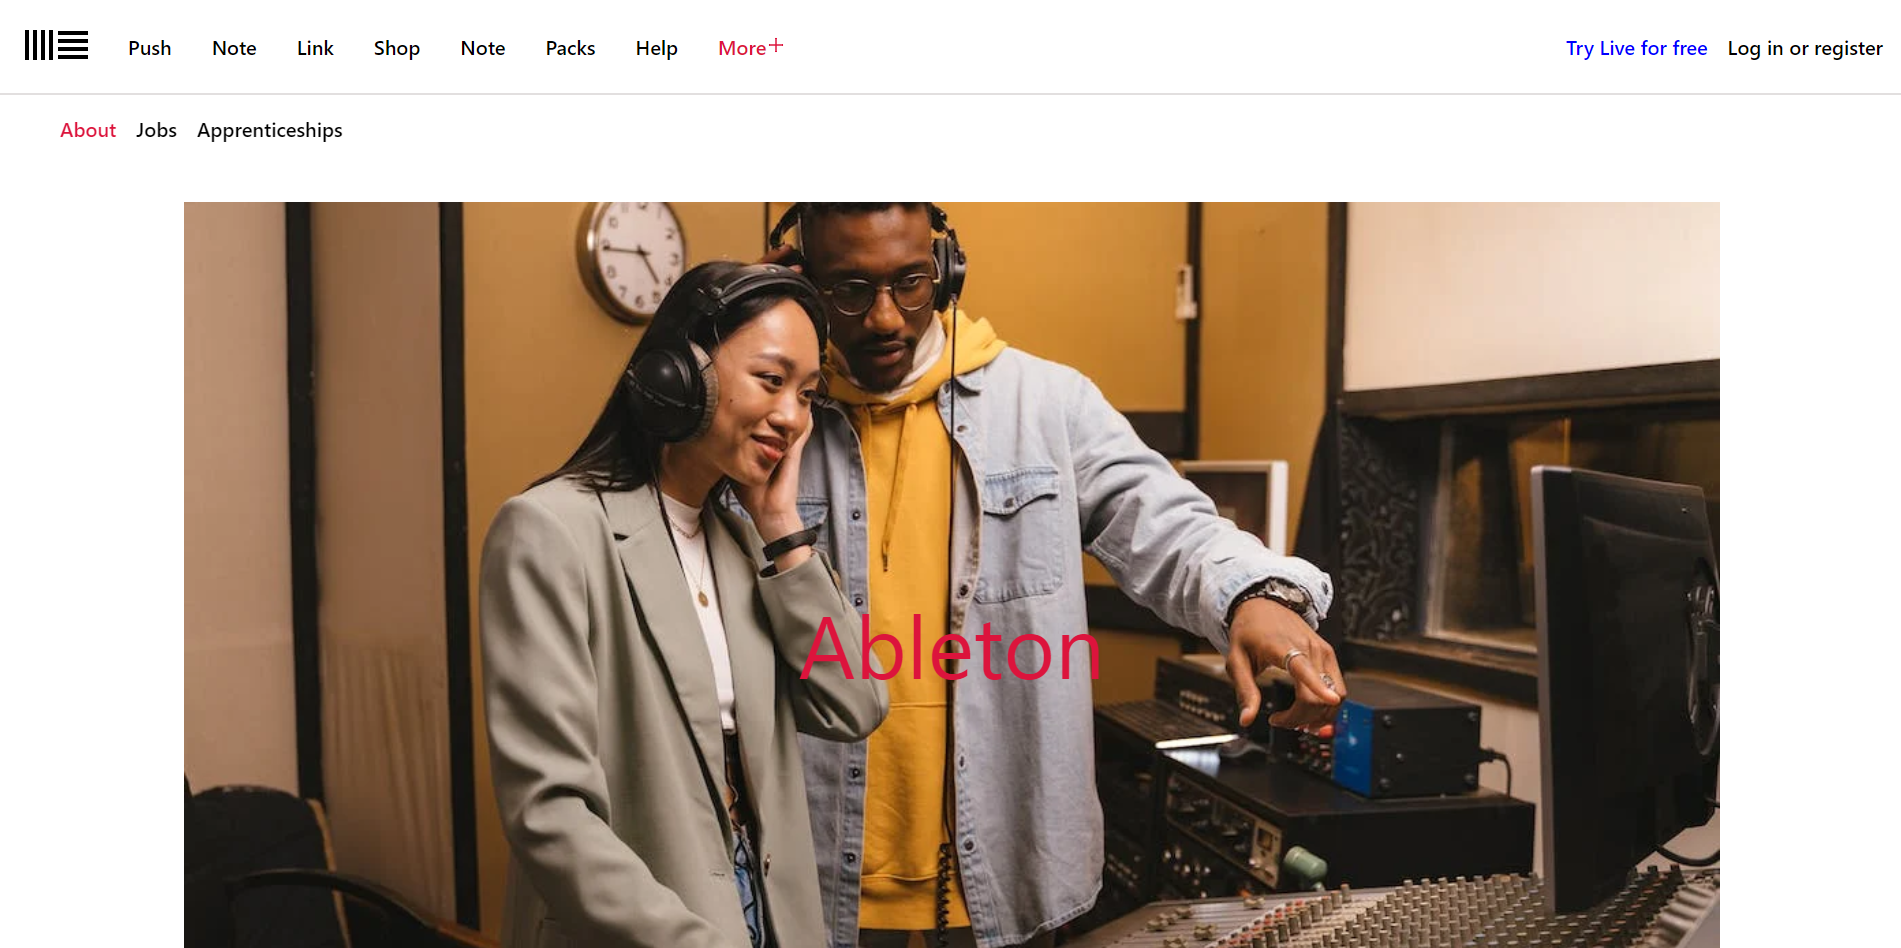 Push Note Link Shop Note Packs Help More+ Try Live for free Log in or register
About Jobs Apprenticeships
Ableton